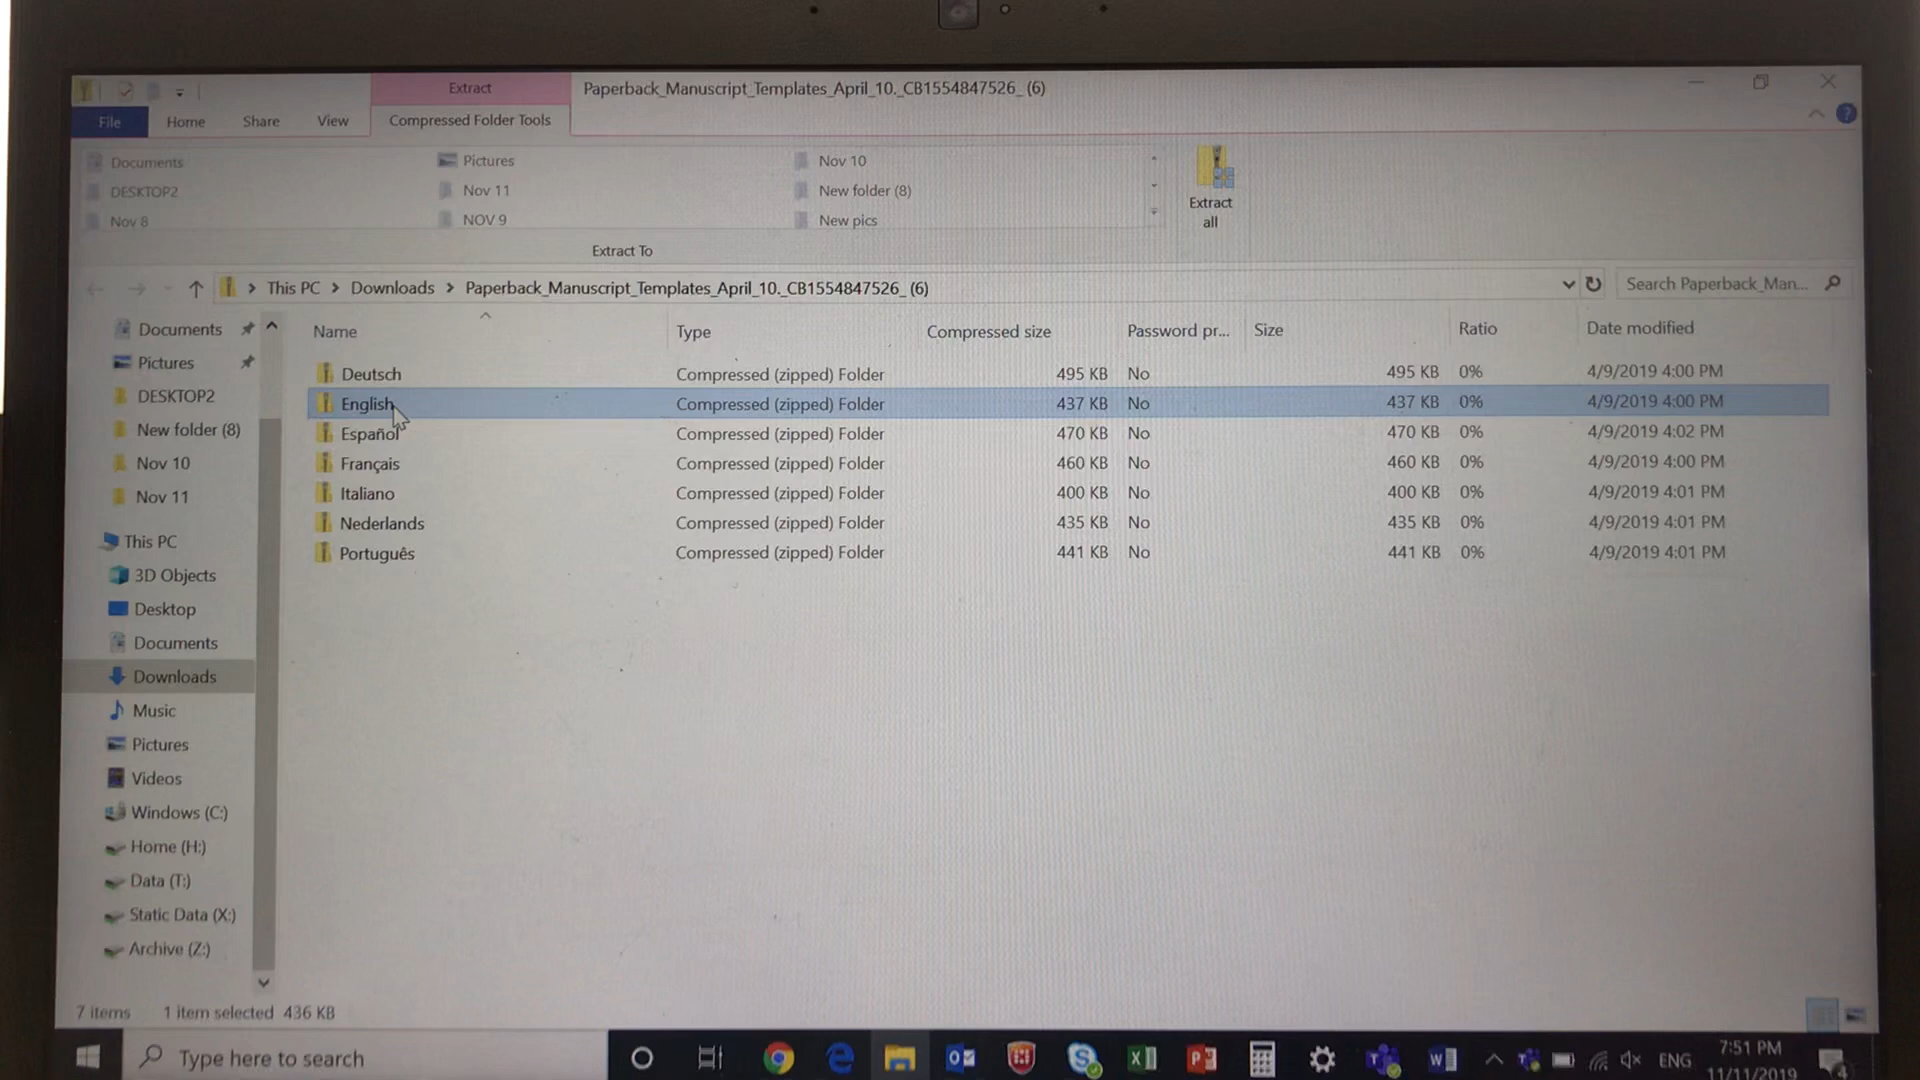 Extract
Paperback_Manuscript_Templates_April_10._CB1554847526_ (6)
File Home Share View Compressed Folder Tools
Documents Pictures Nov 10
DESKTOP2 Nov 11 New folder (8)
Nov 8 NOV 9 New pics
Extract all
Extract To
This PC > Downloads > Paperback_Manuscript_Templates_April_10._CB1554847526_ (6)
Search Paperback_Man...
Name Type Compressed size Password pr... Size Ratio Date modified
Deutsch Compressed (zipped) Folder 495 KB No 495 KB 0% 4/9/2019 4:00 PM
English Compressed (zipped) Folder 437 KB No 437 KB 0% 4/9/2019 4:00 PM
Español Compressed (zipped) Folder 470 KB No 470 KB 0% 4/9/2019 4:02 PM
Français Compressed (zipped) Folder 460 KB No 460 KB 0% 4/9/2019 4:00 PM
Italiano Compressed (zipped) Folder 400 KB No 400 KB 0% 4/9/2019 4:01 PM
Nederlands Compressed (zipped) Folder 435 KB No 435 KB 0% 4/9/2019 4:01 PM
Português Compressed (zipped) Folder 441 KB No 441 KB 0% 4/9/2019 4:01 PM
Documents
Pictures
DESKTOP2
New folder (8)
Nov 10
Nov 11
This PC
3D Objects
Desktop
Documents
Downloads
Music
Pictures
Videos
Windows (C:)
Home (H:)
Data (T:)
Static Data (X:)
Archive (Z:)
7 items 1 item selected 436 KB
Type here to search
ENG
7:51 PM
11/11/2019
4